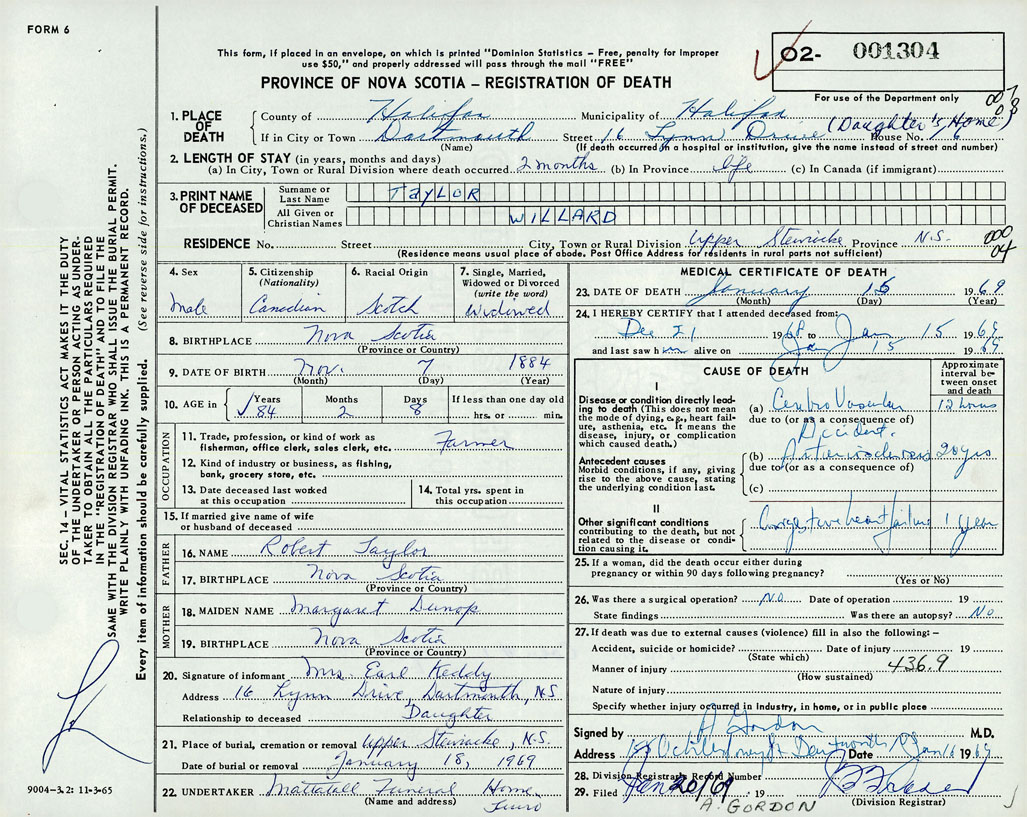 FORM 6
This form, if placed in an envelope, on which is printed "Dominion Statistics – Free, penalty for improper
use $50," and properly addressed will pass through the mail "FREE"
PROVINCE OF NOVA SCOTIA – REGISTRATION OF DEATH
O2- 001304
For use of the Department only
1. PLACE OF DEATH
County of Halifax Municipality of Halifax
If in City or Town Dartmouth Street 16 Lynn Drive (Daughter's Home) House No.
(Name) (If death occurred in a hospital or institution, give the name instead of street and number)
2. LENGTH OF STAY (in years, months and days)
(a) In City, Town or Rural Division where death occurred 2 months (b) In Province life (c) In Canada (if immigrant)
3. PRINT NAME OF DECEASED
Surname or Last Name TAYLOR
All Given or Christian Names WILLARD
RESIDENCE No. Street City, Town or Rural Division Upper Stewiacke Province N.S.
(Residence means usual place of abode. Post Office Address for residents in rural parts not sufficient)
000
04
4. Sex Male
5. Citizenship (Nationality) Canadian
6. Racial Origin Scotch
7. Single, Married, Widowed or Divorced (write the word) Widowed
8. BIRTHPLACE Nova Scotia
(Province or Country)
9. DATE OF BIRTH Nov. 7 1884
(Month) (Day) (Year)
10. AGE in Years 84 Months 2 Days 8 If less than one day old hrs. or min.
OCCUPATION
11. Trade, profession, or kind of work as fisherman, office clerk, sales clerk, etc. Farmer
12. Kind of industry or business, as fishing, bank, grocery store, etc.
13. Date deceased last worked at this occupation
14. Total yrs. spent in this occupation
15. If married give name of wife or husband of deceased
FATHER
16. NAME Robert Taylor
17. BIRTHPLACE Nova Scotia
(Province or Country)
MOTHER
18. MAIDEN NAME Margaret Dunop
19. BIRTHPLACE Nova Scotia
(Province or Country)
20. Signature of informant Mrs Earl Keddy
Address 16 Lynn Drive, Dartmouth, N.S
Relationship to deceased Daughter
21. Place of burial, cremation or removal Upper Stewiacke, N.S.
Date of burial or removal January 18, 1969
22. UNDERTAKER Mattatall Funeral Home
(Name and address) Truro
MEDICAL CERTIFICATE OF DEATH
23. DATE OF DEATH January 15 1969
(Month) (Day) (Year)
24. I HEREBY CERTIFY that I attended deceased from:
Dec 21 1968 to Jan 15 1969
and last saw him alive on Jan 15 1969
CAUSE OF DEATH
Approximate interval between onset and death
I
Disease or condition directly leading to death (This does not mean the mode of dying, e.g., heart failure, asthenia, etc. It means the disease, injury, or complication which caused death.)
(a) Cerebro Vascular Accident. 12 hours
due to (or as a consequence of)
Antecedent causes
Morbid conditions, if any, giving rise to the above cause, stating the underlying condition last.
(b) Arteriosclerosis 20 yrs
due to (or as a consequence of)
(c)
II
Other significant conditions contributing to the death, but not related to the disease or condition causing it.
Congestive heart failure 1 year
25. If a woman, did the death occur either during pregnancy or within 90 days following pregnancy?
(Yes or No)
26. Was there a surgical operation? No Date of operation 19
State findings Was there an autopsy? No
27. If death was due to external causes (violence) fill in also the following: –
Accident, suicide or homicide? Date of injury 19
(State which)
Manner of injury 436.9
(How sustained)
Nature of injury
Specify whether injury occurred in Industry, in home, or in public place
Signed by A Gordon M.D.
Address Dartmouth Date Jan 16 1969
28. Division Registrar's Record Number
29. Filed Jan 20/69 19
(Division Registrar)
A. GORDON
SEC. 14 – VITAL STATISTICS ACT MAKES IT THE DUTY
OF THE UNDERTAKER OR PERSON ACTING AS UNDERTAKER TO OBTAIN ALL THE PARTICULARS REQUIRED
IN THE "REGISTRATION OF DEATH" AND TO FILE THE
SAME WITH THE DIVISION REGISTRAR WHO SHALL ISSUE THE BURIAL PERMIT.
WRITE PLAINLY WITH UNFADING INK. THIS IS A PERMANENT RECORD.
Every item of information should be carefully supplied. (See reverse side for instructions.)
9004-3.2: 11-3-65